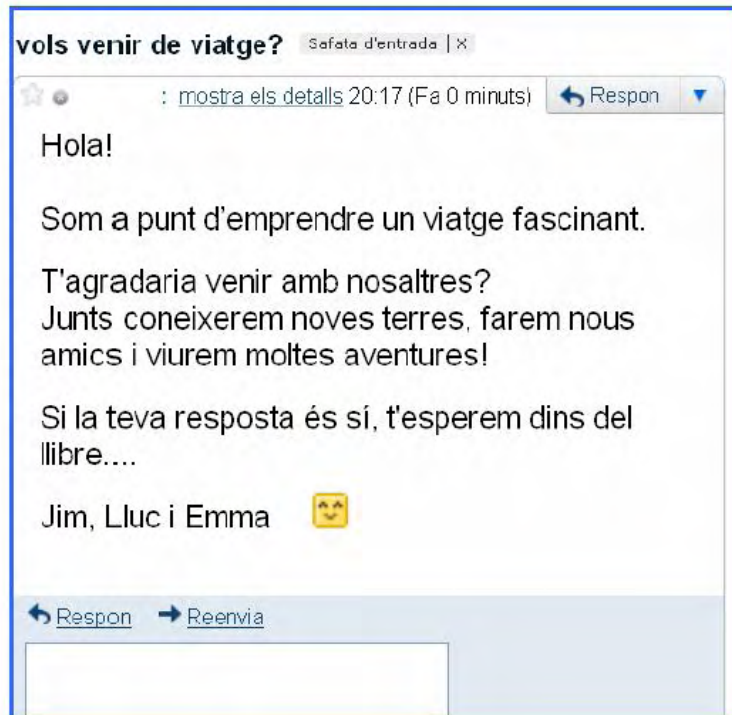 vols venir de viatge? Safata d'entrada | X
: mostra els detalls 20:17 (Fa 0 minuts) Respon
Hola!
Som a punt d'emprendre un viatge fascinant.
T'agradaria venir amb nosaltres?
Junts coneixerem noves terres, farem nous
amics i viurem moltes aventures!
Si la teva resposta és sí, t'esperem dins del
llibre....
Jim, Lluc i Emma
Respon Reenvia